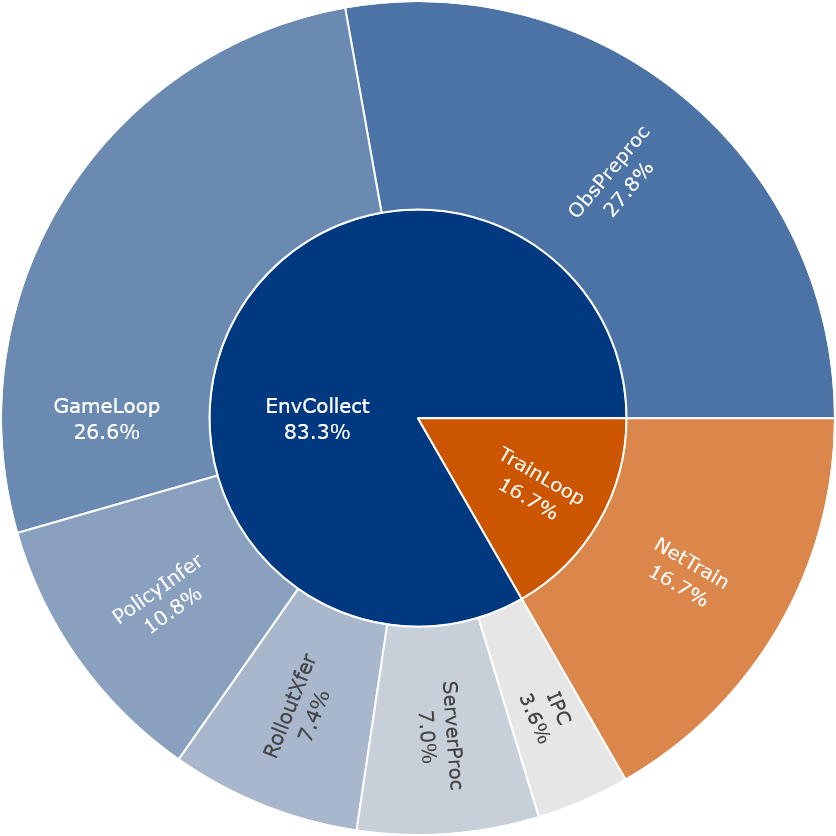 ObsPreproc
27.8%
GameLoop
26.6%
EnvCollect
83.3%
TrainLoop
16.7%
NetTrain
16.7%
PolicyInfer
10.8%
RolloutXfer
7.4%
ServerProc
7.0%
IPC
3.6%